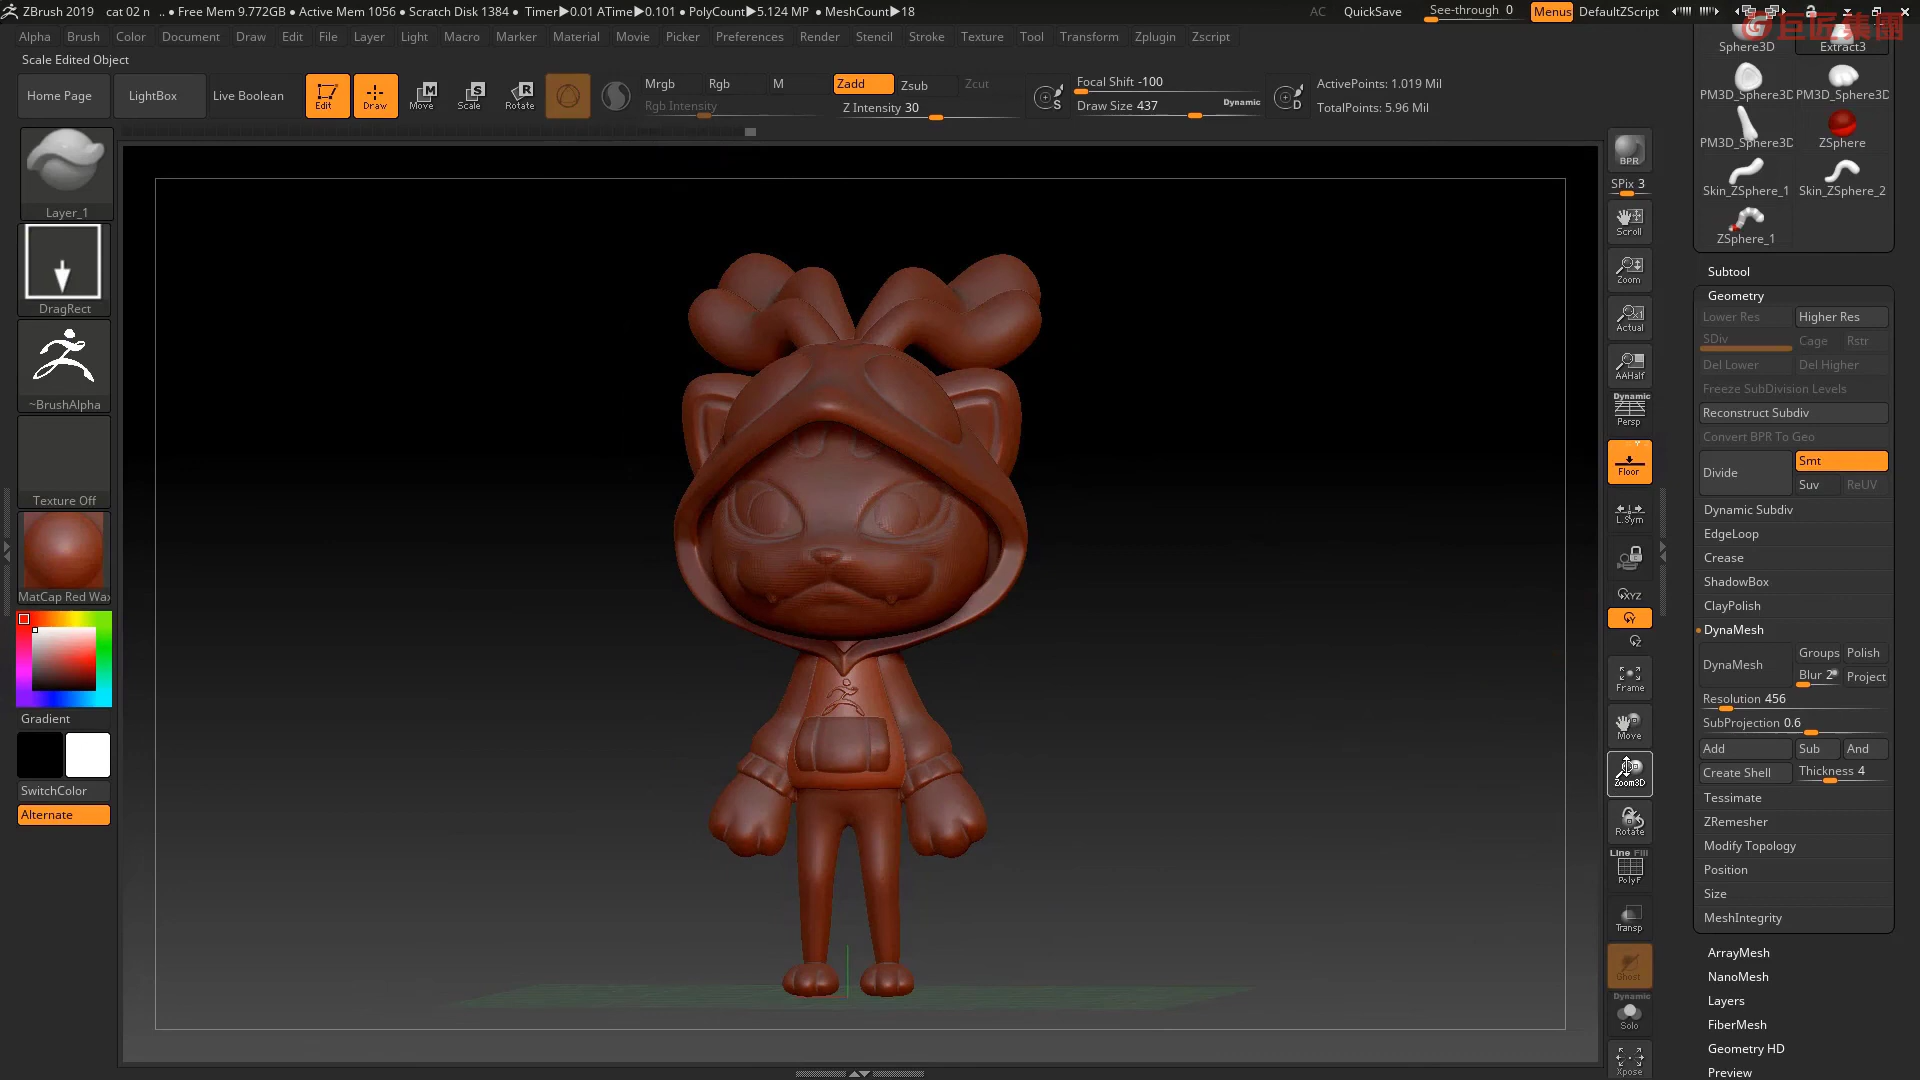 ZBrush 2019 cat 02 n .. • Free Mem 9.772GB • Active Mem 1056 • Scratch Disk 1384 • Timer▶0.01 ATime▶0.101 • PolyCount▶5.124 MP • MeshCount▶18
AC QuickSave See-through 0 Menus DefaultZScript
巨匠集團
Alpha Brush Color Document Draw Edit File Layer Light Macro Marker Material Movie Picker Preferences Render Stencil Stroke Texture Tool Transform Zplugin Zscript
Scale Edited Object
Home Page LightBox Live Boolean Edit Draw Move Scale Rotate
Mrgb Rgb M Zadd Zsub Zcut
Rgb Intensity Z Intensity 30
Focal Shift -100
Draw Size 437 Dynamic
S
D
ActivePoints: 1.019 Mil
TotalPoints: 5.96 Mil
Layer_1
DragRect
~BrushAlpha
Texture Off
MatCap Red Wax
Gradient
SwitchColor
Alternate
BPR
SPix 3
Scroll
Zoom
Actual
AAHalf
Dynamic
Persp
Floor
L.Sym
XYZ
Y
Z
Frame
Move
Zoom3D
Rotate
Line Fill
PolyF
Transp
Ghost
Dynamic
Solo
Xpose
Sphere3D Extract3
PM3D_Sphere3D PM3D_Sphere3D
PM3D_Sphere3D ZSphere
Skin_ZSphere_1 Skin_ZSphere_2
ZSphere_1
Subtool
Geometry
Lower Res Higher Res
SDiv Cage Rstr
Del Lower Del Higher
Freeze SubDivision Levels
Reconstruct Subdiv
Convert BPR To Geo
Divide Smt
Suv ReUV
Dynamic Subdiv
EdgeLoop
Crease
ShadowBox
ClayPolish
DynaMesh
DynaMesh Groups Polish
Blur 2 Project
Resolution 456
SubProjection 0.6
Add Sub And
Create Shell Thickness 4
Tessimate
ZRemesher
Modify Topology
Position
Size
MeshIntegrity
ArrayMesh
NanoMesh
Layers
FiberMesh
Geometry HD
Preview